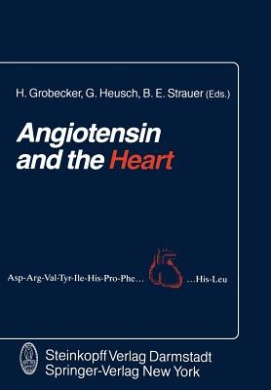 H. Grobecker, G. Heusch, B. E. Strauer (Eds.)
Angiotensin
and the Heart
Asp-Arg-Val-Tyr-Ile-His-Pro-Phe... ...His-Leu
Steinkopff Verlag Darmstadt
Springer-Verlag New York